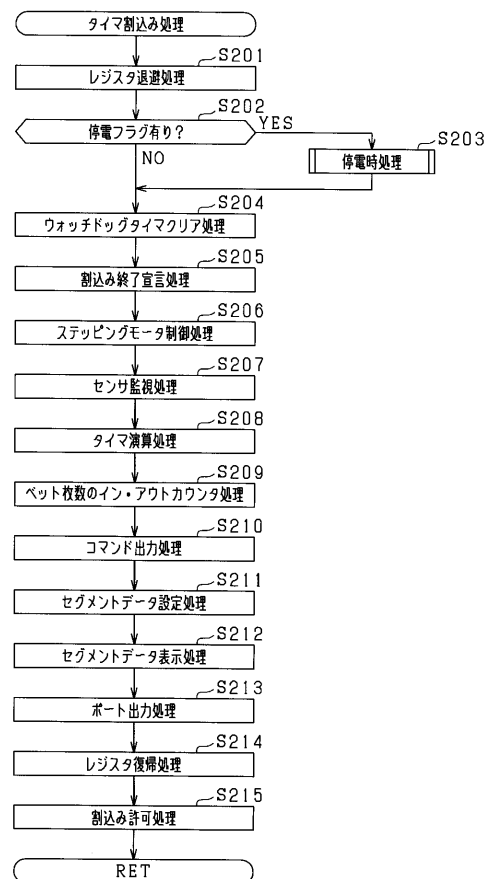 タイマ割込み処理
S201
レジスタ退避処理
S202
停電フラグ有り?
YES
S203
停電時処理
NO
S204
ウォッチドッグタイマクリア処理
S205
割込み終了宣言処理
S206
ステッピングモータ制御処理
S207
センサ監視処理
S208
タイマ演算処理
S209
ベット枚数のイン・アウトカウンタ処理
S210
コマンド出力処理
S211
セグメントデータ設定処理
S212
セグメントデータ表示処理
S213
ポート出力処理
S214
レジスタ復帰処理
S215
割込み許可処理
RET